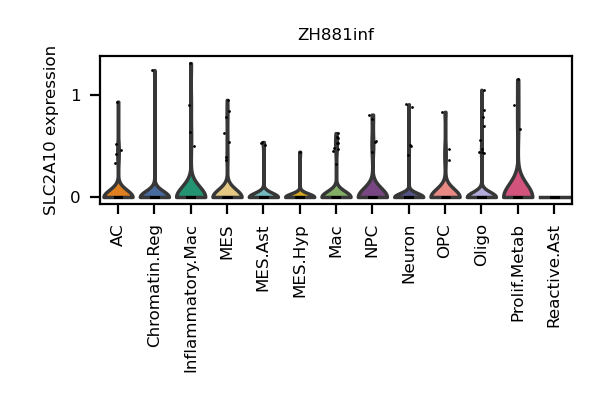 ZH881inf
SLC2A10 expression
1
0
AC
Chromatin.Reg
Inflammatory.Mac
MES
MES.Ast
MES.Hyp
Mac
NPC
Neuron
OPC
Oligo
Prolif.Metab
Reactive.Ast